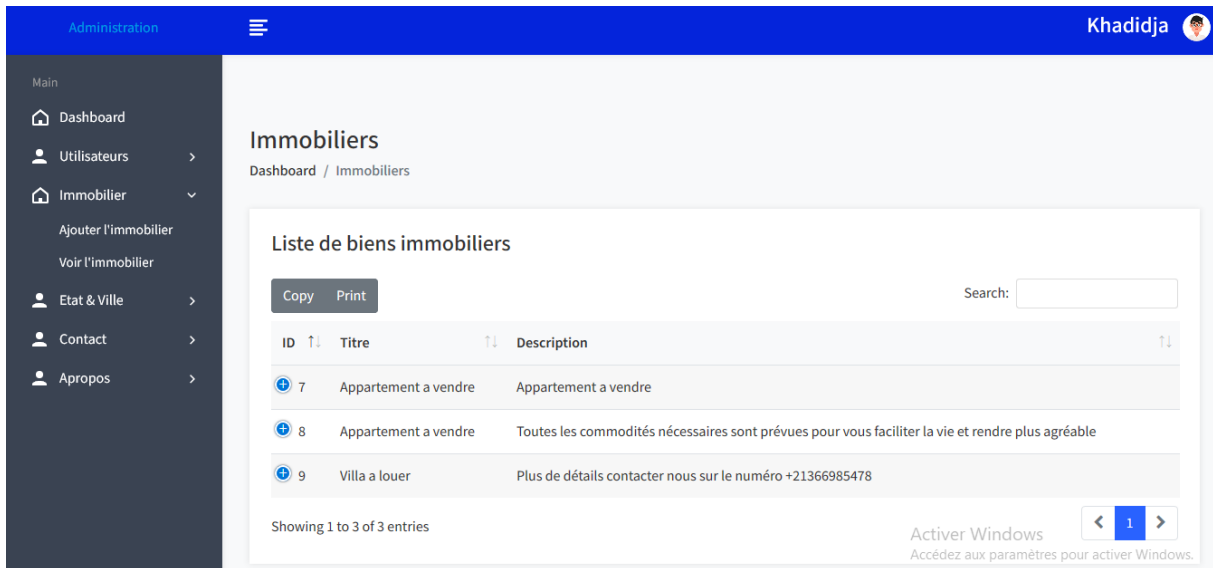 Administration
Khadidja
Main
Dashboard
Utilisateurs
Immobilier
Ajouter l'immobilier
Voir l'immobilier
Etat & Ville
Contact
Apropos
Immobiliers
Dashboard / Immobiliers
Liste de biens immobiliers
Copy Print
Search:
ID Titre Description
7 Appartement a vendre Appartement a vendre
8 Appartement a vendre Toutes les commodités nécessaires sont prévues pour vous faciliter la vie et rendre plus agréable
9 Villa a louer Plus de détails contacter nous sur le numéro +21366985478
Showing 1 to 3 of 3 entries
1
Activer Windows
Accédez aux paramètres pour activer Windows.